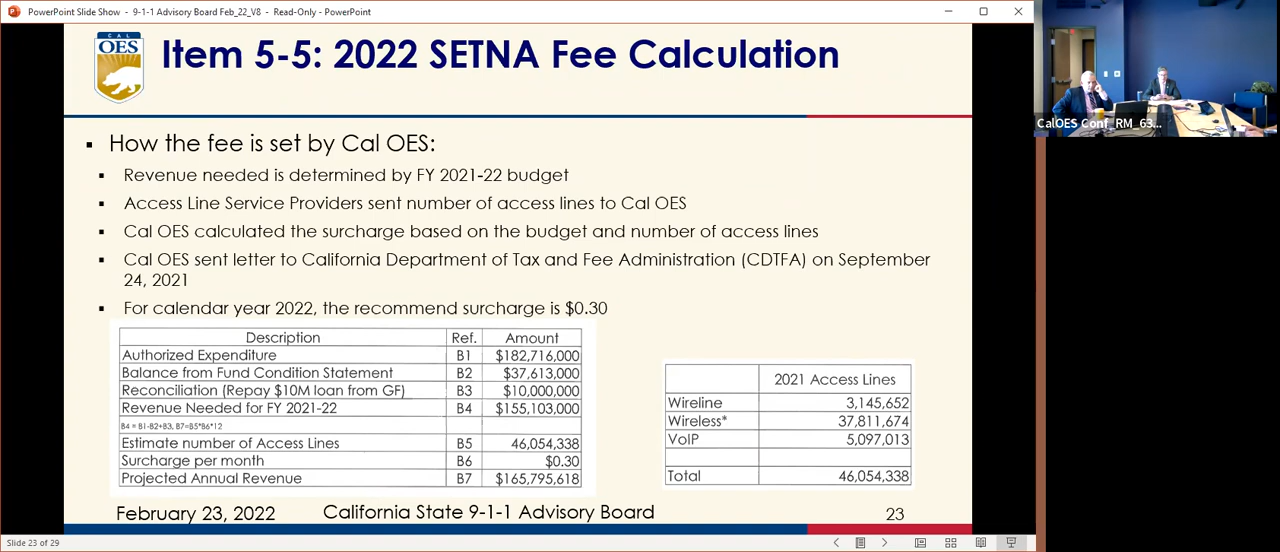 PowerPoint Slide Show - 9-1-1 Advisory Board Feb_22_V8 - Read-Only - PowerPoint
CAL
OES
Item 5-5: 2022 SETNA Fee Calculation
CalOES Conf_RM_63...
How the fee is set by Cal OES:
Revenue needed is determined by FY 2021-22 budget
Access Line Service Providers sent number of access lines to Cal OES
Cal OES calculated the surcharge based on the budget and number of access lines
Cal OES sent letter to California Department of Tax and Fee Administration (CDTFA) on September
24, 2021
For calendar year 2022, the recommend surcharge is $0.30
Description Ref. Amount
Authorized Expenditure B1 $182,716,000
Balance from Fund Condition Statement B2 $37,613,000
Reconciliation (Repay $10M loan from GF) B3 $10,000,000
Revenue Needed for FY 2021-22 B4 $155,103,000
B4 = B1-B2+B3, B7=B5*B6*12
Estimate number of Access Lines B5 46,054,338
Surcharge per month B6 $0.30
Projected Annual Revenue B7 $165,795,618
2021 Access Lines
Wireline 3,145,652
Wireless* 37,811,674
VoIP 5,097,013
Total 46,054,338
February 23, 2022 California State 9-1-1 Advisory Board 23
Slide 23 of 29